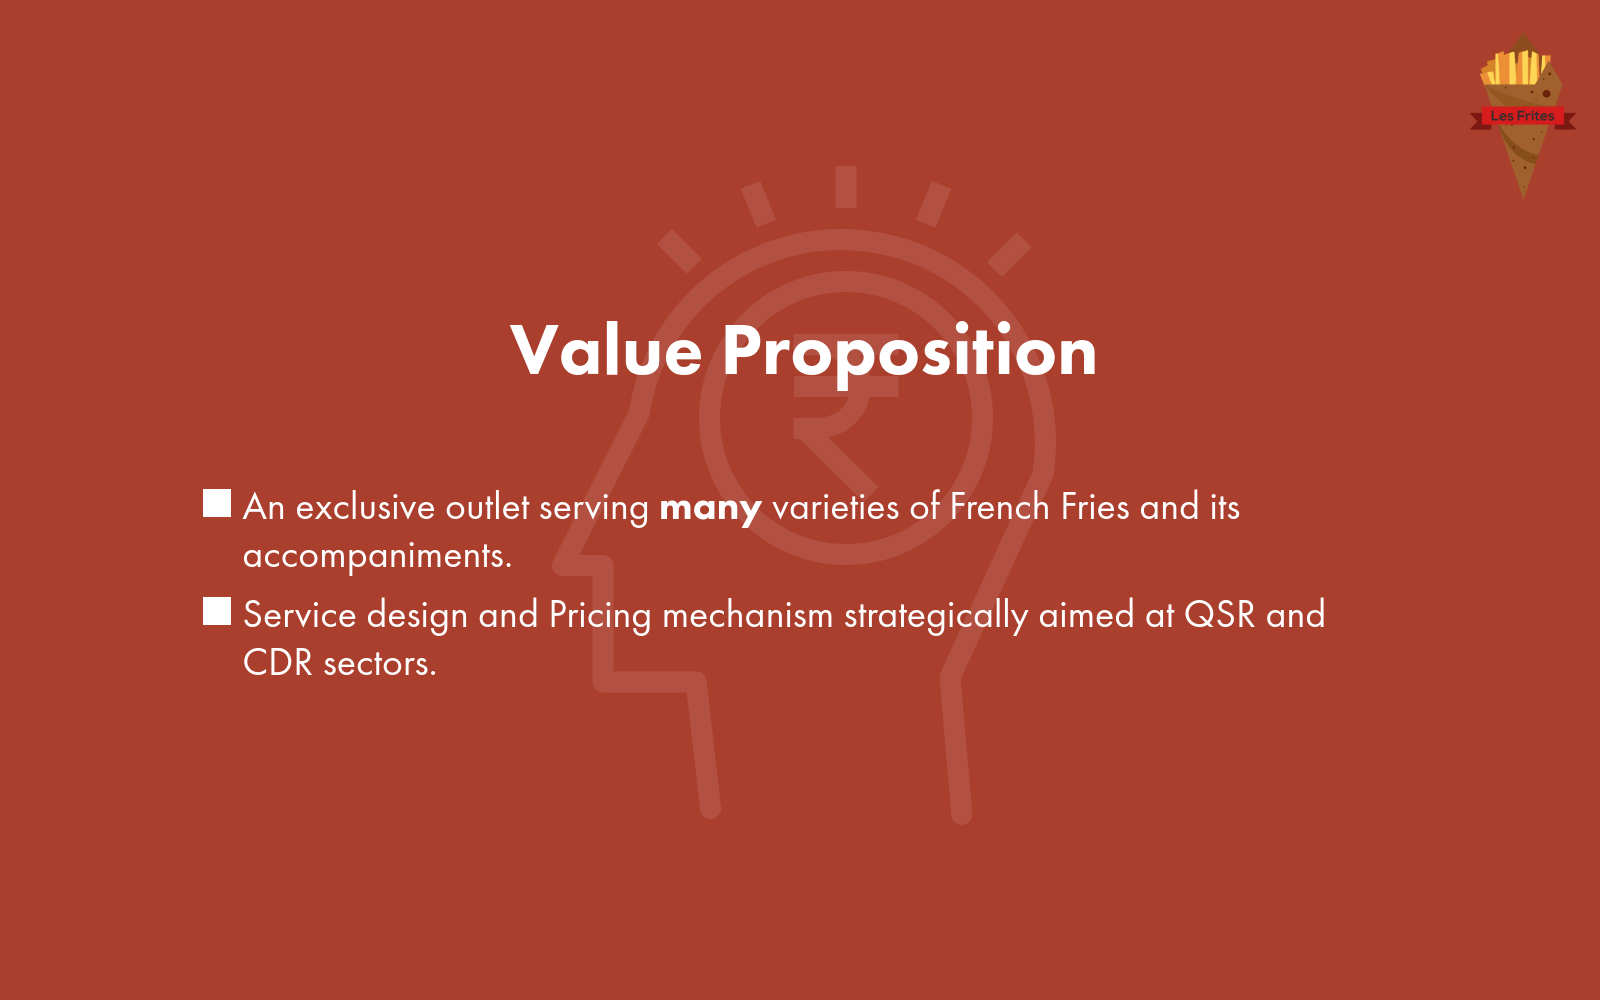 Les Frites
Value Proposition
An exclusive outlet serving many varieties of French Fries and its
accompaniments.
Service design and Pricing mechanism strategically aimed at QSR and
CDR sectors.
₹